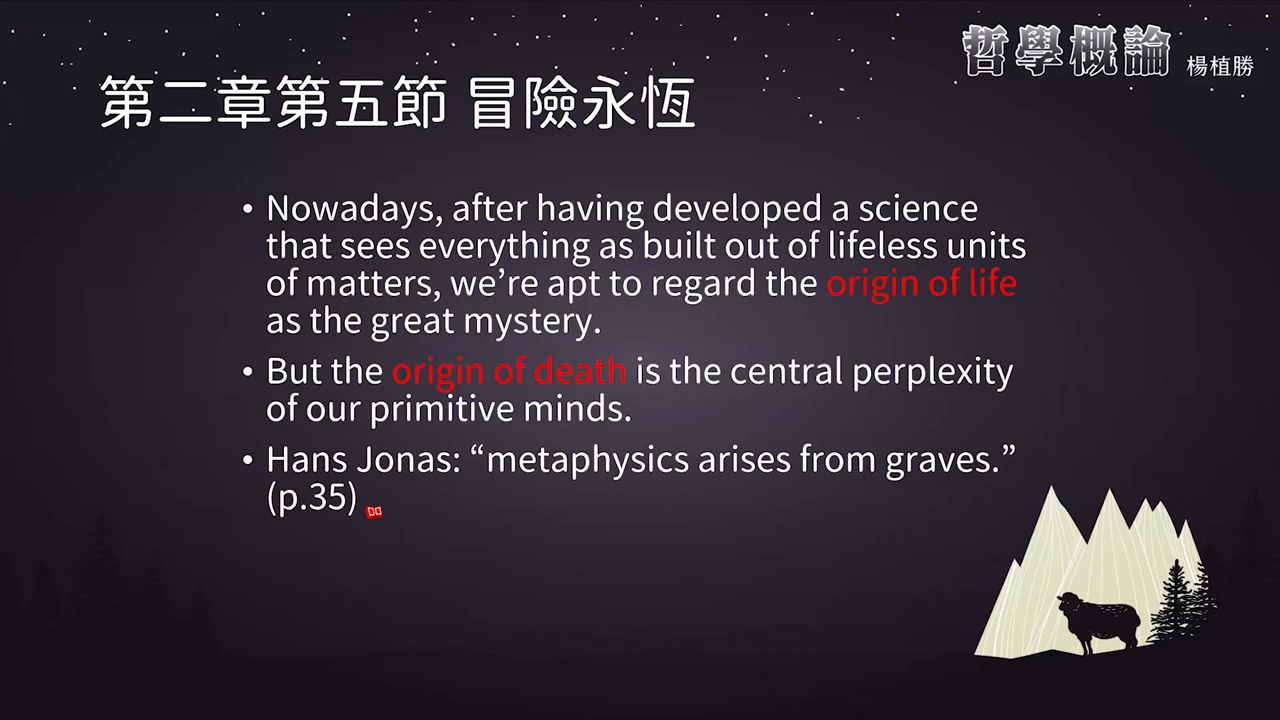 哲學概論 楊植勝
第二章第五節 冒險永恆
• Nowadays, after having developed a science
that sees everything as built out of lifeless units
of matters, we’re apt to regard the origin of life
as the great mystery.
• But the origin of death is the central perplexity
of our primitive minds.
• Hans Jonas: “metaphysics arises from graves.”
(p.35)